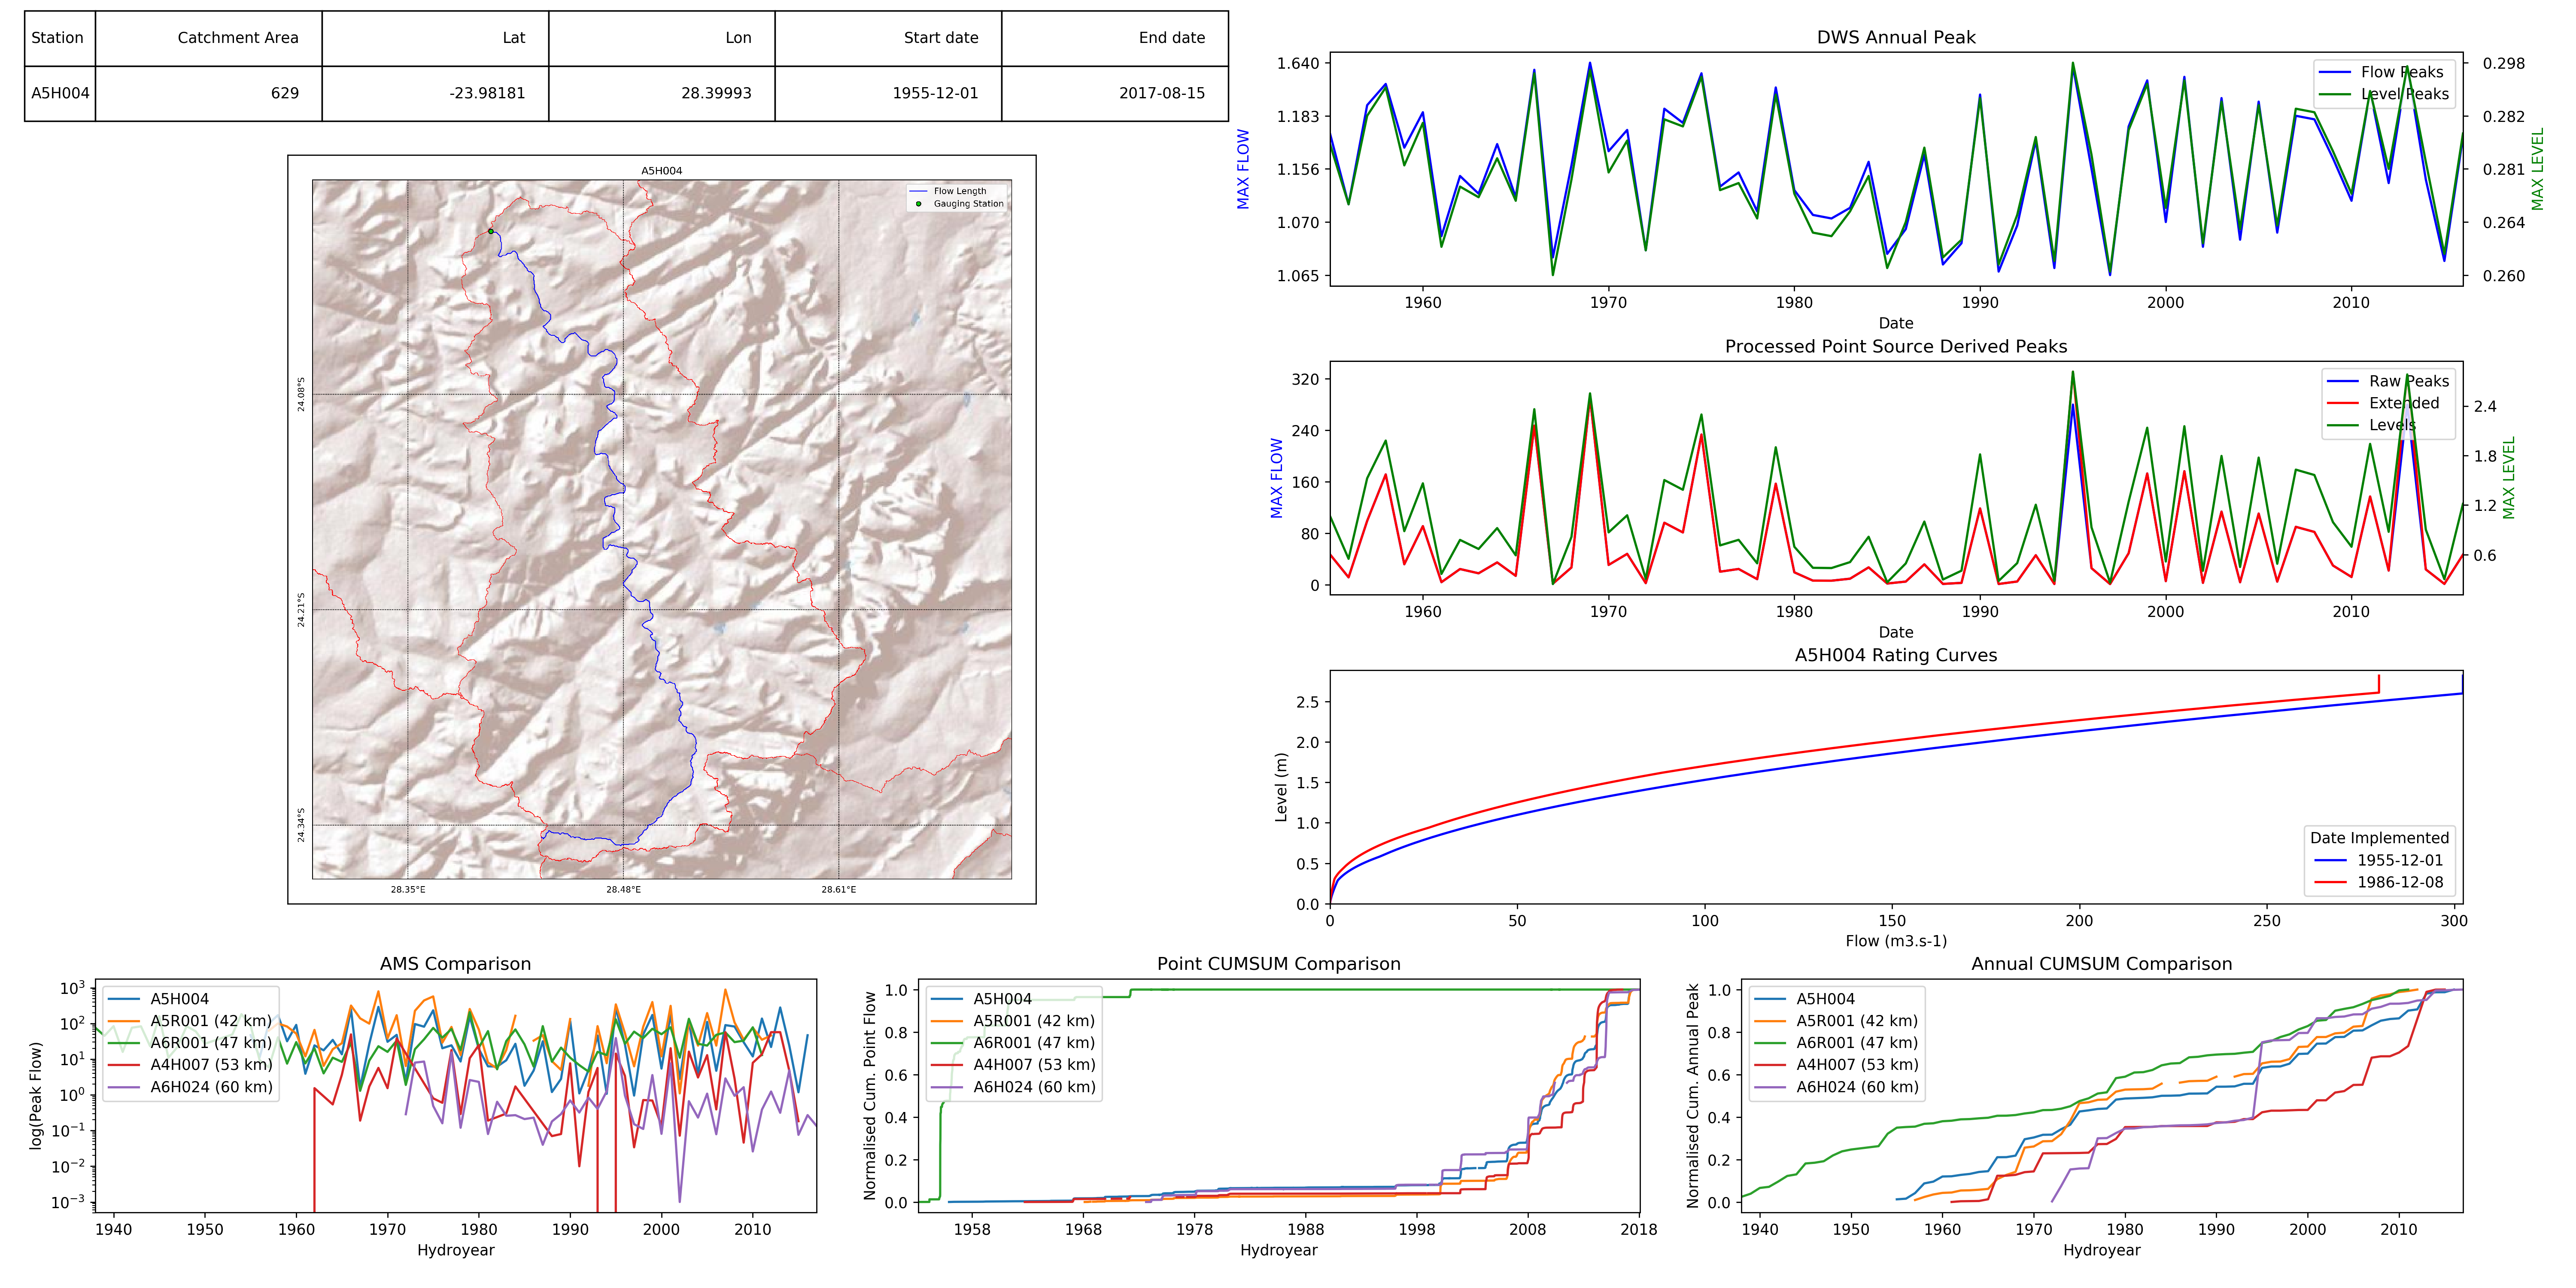 Station Catchment Area Lat Lon Start date End date
A5H004 629 -23.98181 28.39993 1955-12-01 2017-08-15
A5H004
Flow Length
Gauging Station
24.08°S
24.21°S
24.34°S
28.35°E 28.48°E 28.61°E
DWS Annual Peak
Flow Peaks
Level Peaks
MAX FLOW
1.640
1.183
1.156
1.070
1.065
0.298
0.282
0.281
0.264
0.260
MAX LEVEL
1960 1970 1980 1990 2000 2010
Date
Processed Point Source Derived Peaks
Raw Peaks
Extended
Levels
MAX FLOW
320
240
160
80
0
2.4
1.8
1.2
0.6
MAX LEVEL
1960 1970 1980 1990 2000 2010
Date
A5H004 Rating Curves
Level (m)
2.5
2.0
1.5
1.0
0.5
0.0
Date Implemented
1955-12-01
1986-12-08
0 50 100 150 200 250 300
Flow (m3.s-1)
AMS Comparison
A5H004
A5R001 (42 km)
A6R001 (47 km)
A4H007 (53 km)
A6H024 (60 km)
log(Peak Flow)
10³
10²
10¹
10⁰
10⁻¹
10⁻²
10⁻³
1940 1950 1960 1970 1980 1990 2000 2010
Hydroyear
Point CUMSUM Comparison
A5H004
A5R001 (42 km)
A6R001 (47 km)
A4H007 (53 km)
A6H024 (60 km)
Normalised Cum. Point Flow
1.0
0.8
0.6
0.4
0.2
0.0
1958 1968 1978 1988 1998 2008 2018
Hydroyear
Annual CUMSUM Comparison
A5H004
A5R001 (42 km)
A6R001 (47 km)
A4H007 (53 km)
A6H024 (60 km)
Normalised Cum. Annual Peak
1.0
0.8
0.6
0.4
0.2
0.0
1940 1950 1960 1970 1980 1990 2000 2010
Hydroyear